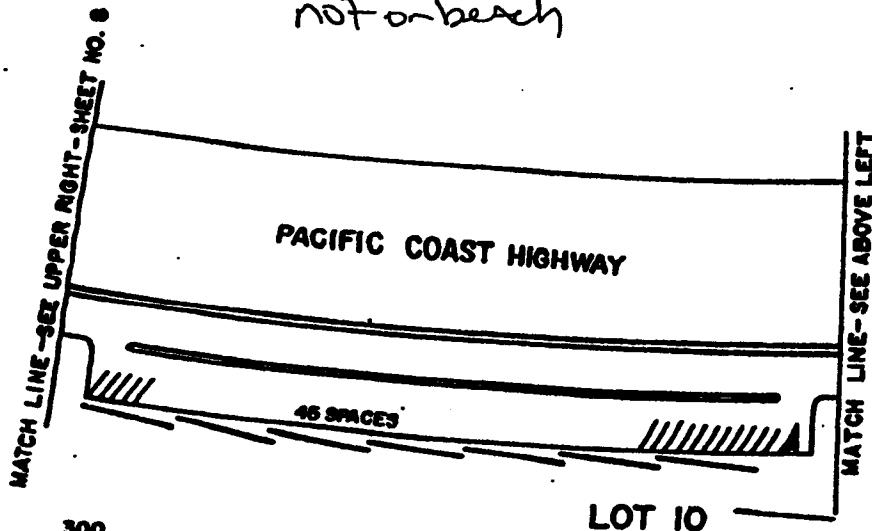 not on beach
MATCH LINE-SEE UPPER RIGHT-SHEET NO. 8
PACIFIC COAST HIGHWAY
MATCH LINE-SEE ABOVE LEFT
45 SPACES
300
LOT 10